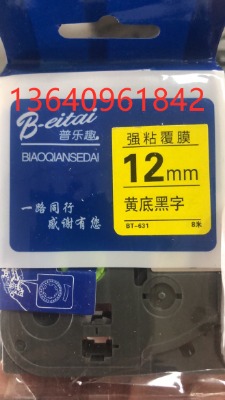 13640961842
B-eitai
普乐趣
BIAOQIANSEDAI
一路同行
感谢有您
强粘覆膜
12mm
黄底黑字
BT-631 8米